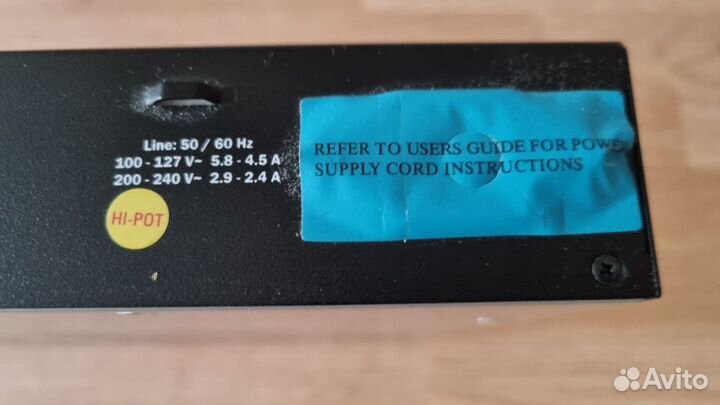 Line: 50 / 60 Hz
100 - 127 V~ 5.8 - 4.5 A
200 - 240 V~ 2.9 - 2.4 A
HI-POT
REFER TO USERS GUIDE FOR POWER
SUPPLY CORD INSTRUCTIONS
Avito